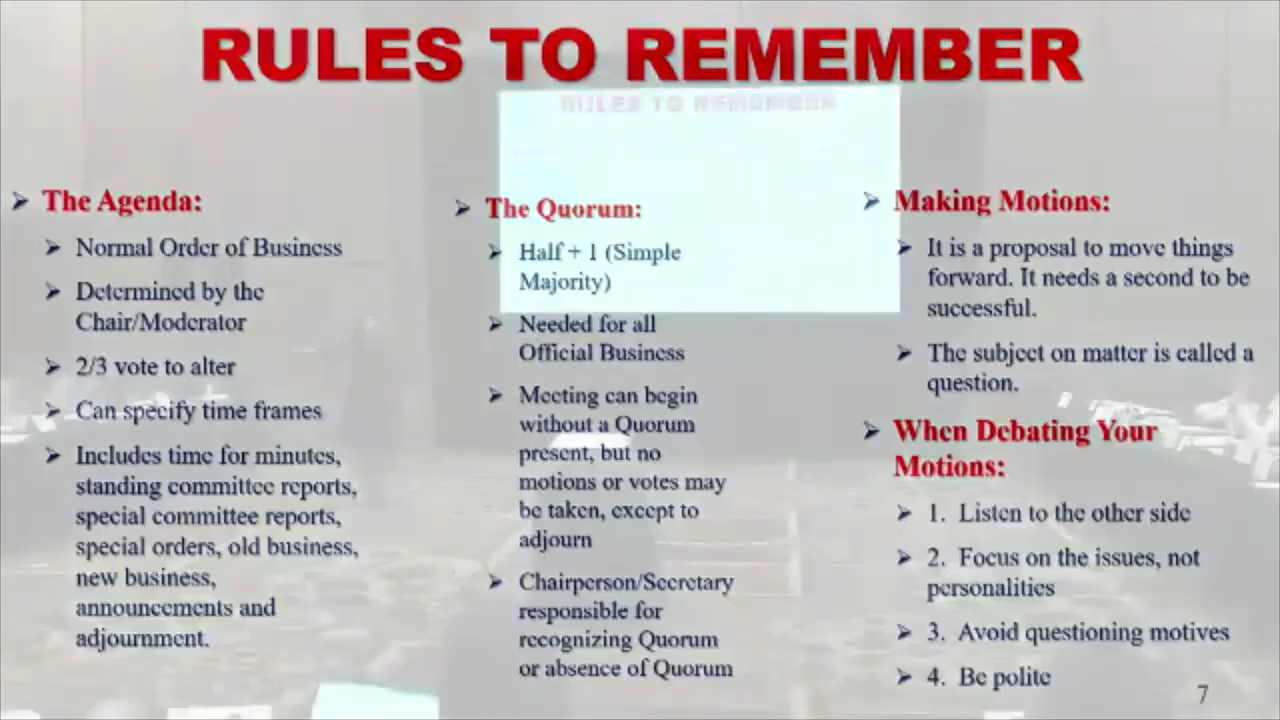 RULES TO REMEMBER
RULES TO REMEMBER
The Agenda:
Normal Order of Business
Determined by the
Chair/Moderator
2/3 vote to alter
Can specify time frames
Includes time for minutes,
standing committee reports,
special committee reports,
special orders, old business,
new business,
announcements and
adjournment.
The Quorum:
Half + 1 (Simple
Majority)
Needed for all
Official Business
Meeting can begin
without a Quorum
present, but no
motions or votes may
be taken, except to
adjourn
Chairperson/Secretary
responsible for
recognizing Quorum
or absence of Quorum
Making Motions:
It is a proposal to move things
forward. It needs a second to be
successful.
The subject on matter is called a
question.
When Debating Your
Motions:
1. Listen to the other side
2. Focus on the issues, not
personalities
3. Avoid questioning motives
4. Be polite
7